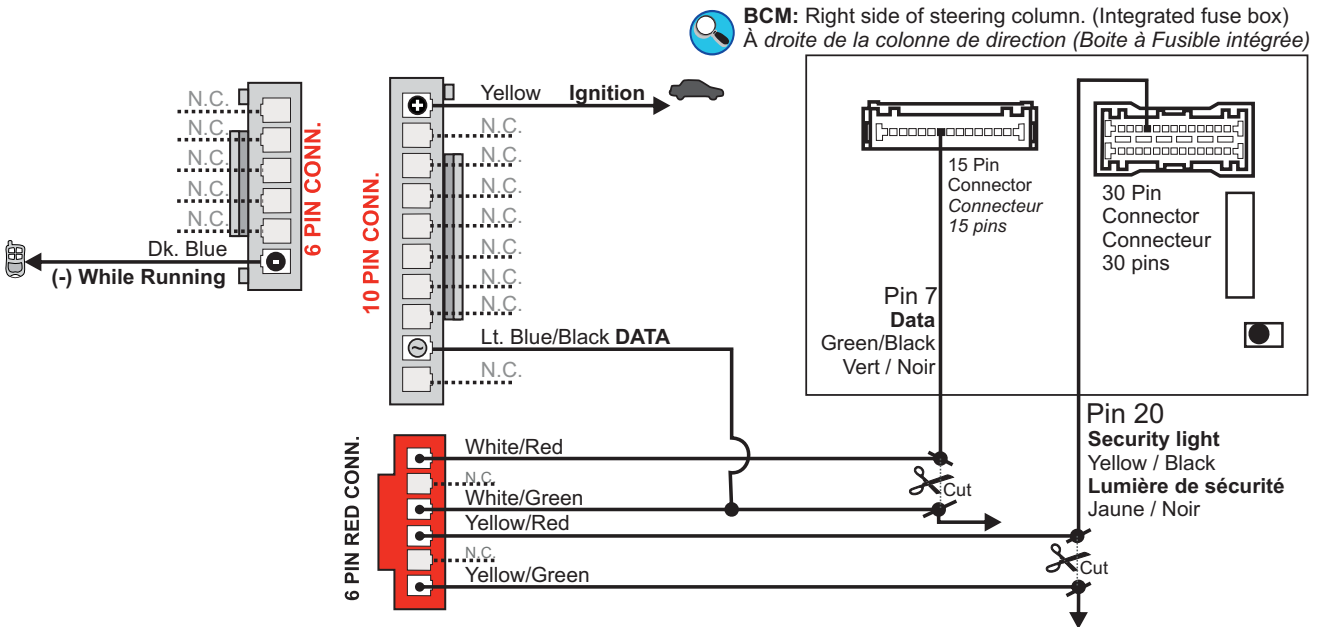 BCM: Right side of steering column. (Integrated fuse box)
À droite de la colonne de direction (Boite à Fusible intégrée)
N.C.
N.C.
N.C.
N.C.
N.C.
Dk. Blue
(-) While Running
6 PIN CONN.
10 PIN CONN.
Yellow Ignition
N.C.
N.C.
N.C.
N.C.
N.C.
N.C.
N.C.
Lt. Blue/Black DATA
N.C.
15 Pin
Connector
Connecteur
15 pins
30 Pin
Connector
Connecteur
30 pins
Pin 7
Data
Green/Black
Vert / Noir
Pin 20
Security light
Yellow / Black
Lumière de sécurité
Jaune / Noir
6 PIN RED CONN.
White/Red
N.C.
White/Green
Yellow/Red
N.C.
Yellow/Green
Cut
Cut